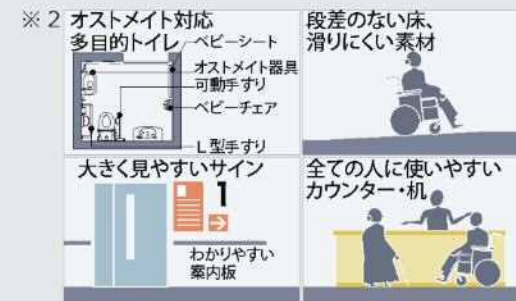 ※2 オストメイト対応
多目的トイレ
ベビーシート
オストメイト器具
可動手すり
ベビーチェア
L型手すり
段差のない床、
滑りにくい素材
大きく見やすいサイン
1
わかりやすい
案内板
全ての人に使いやすい
カウンター・机